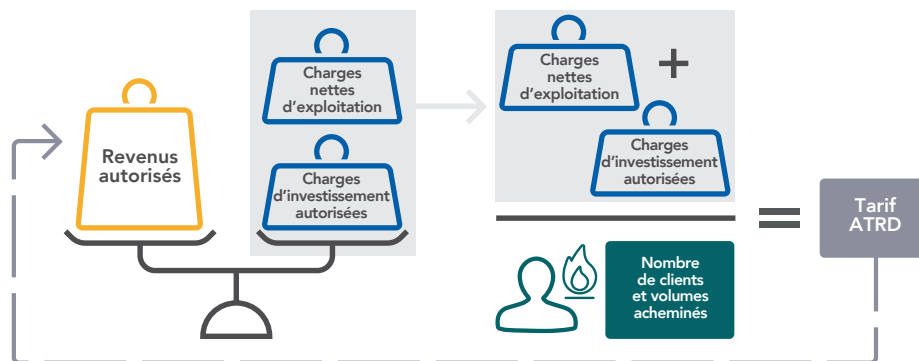 Revenus
autorisés
Charges
nettes
d'exploitation
Charges
d'investissement
autorisées
Charges
nettes
d'exploitation
+
Charges
d'investissement
autorisées
Nombre
de clients
et volumes
acheminés
=
Tarif
ATRD